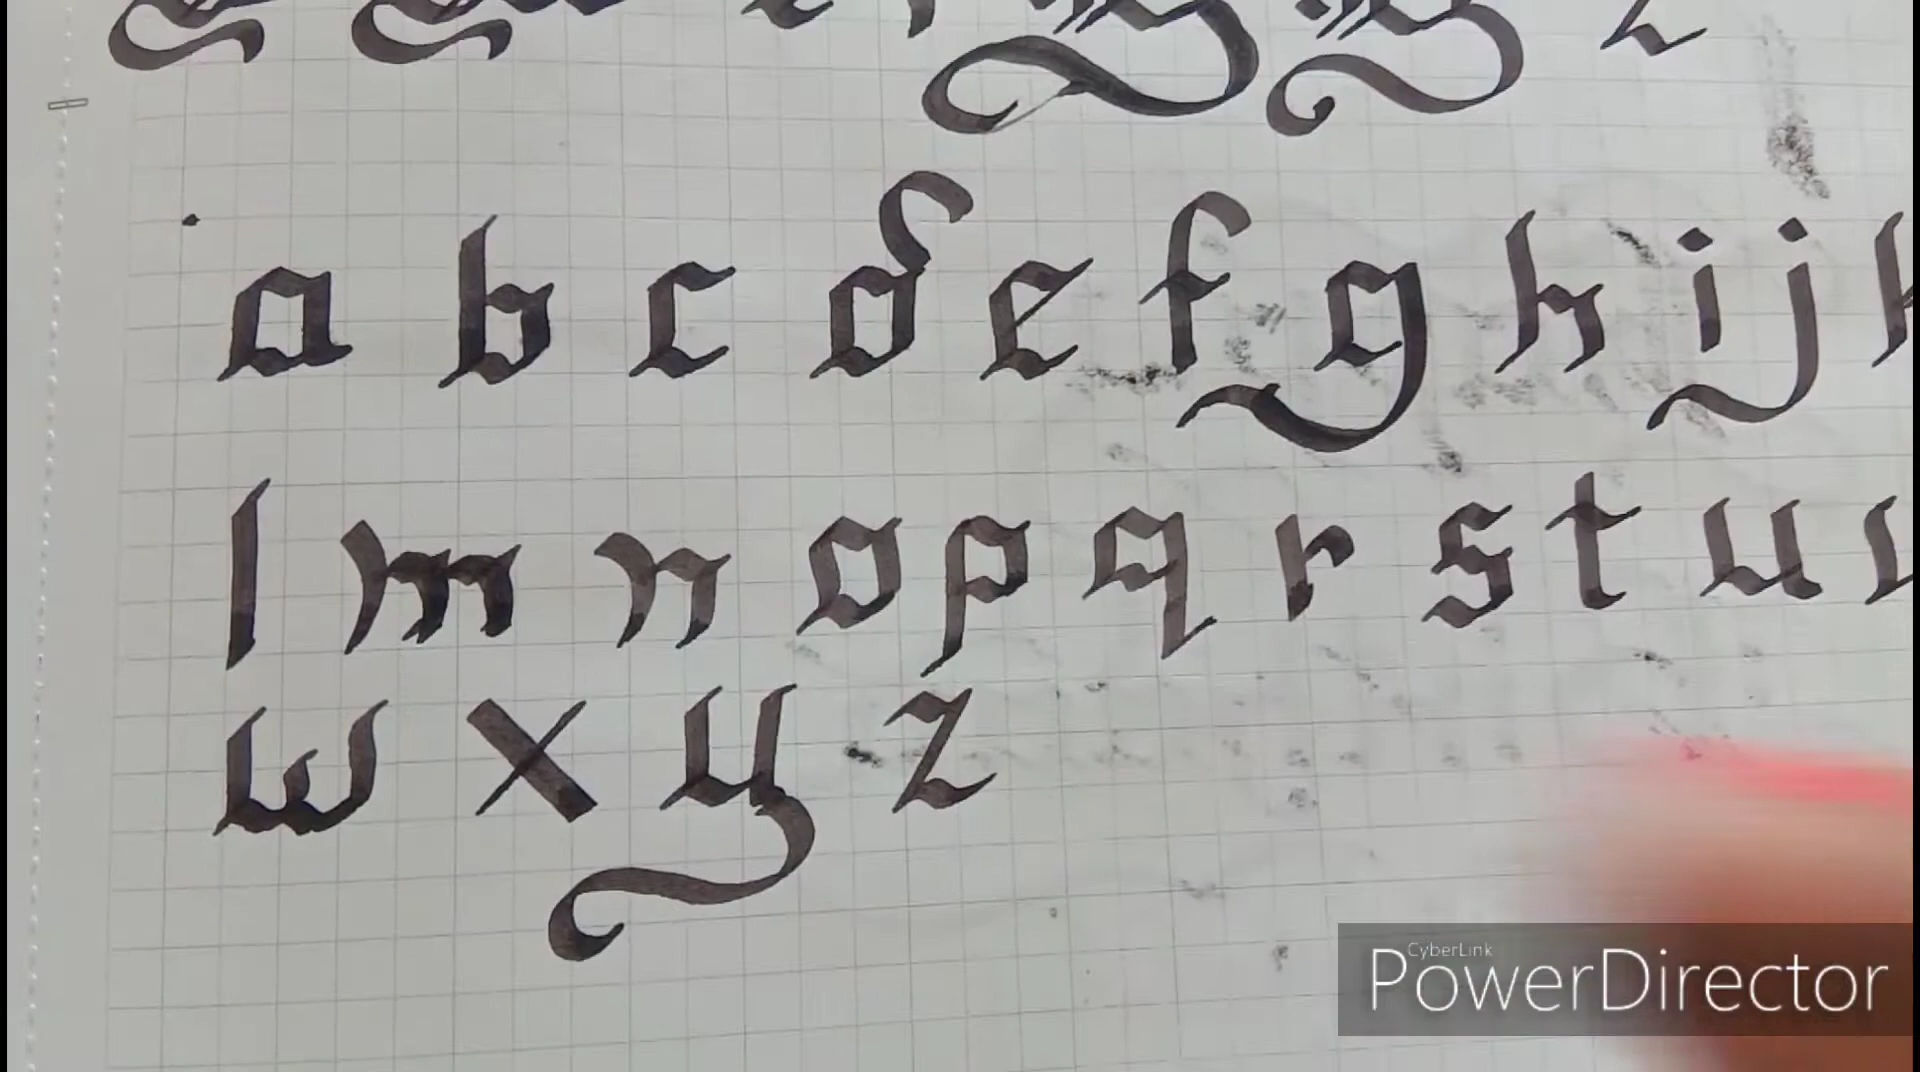 a b c d e f g h i j k
l m n o p q r s t u v
w x y z
CyberLink
PowerDirector